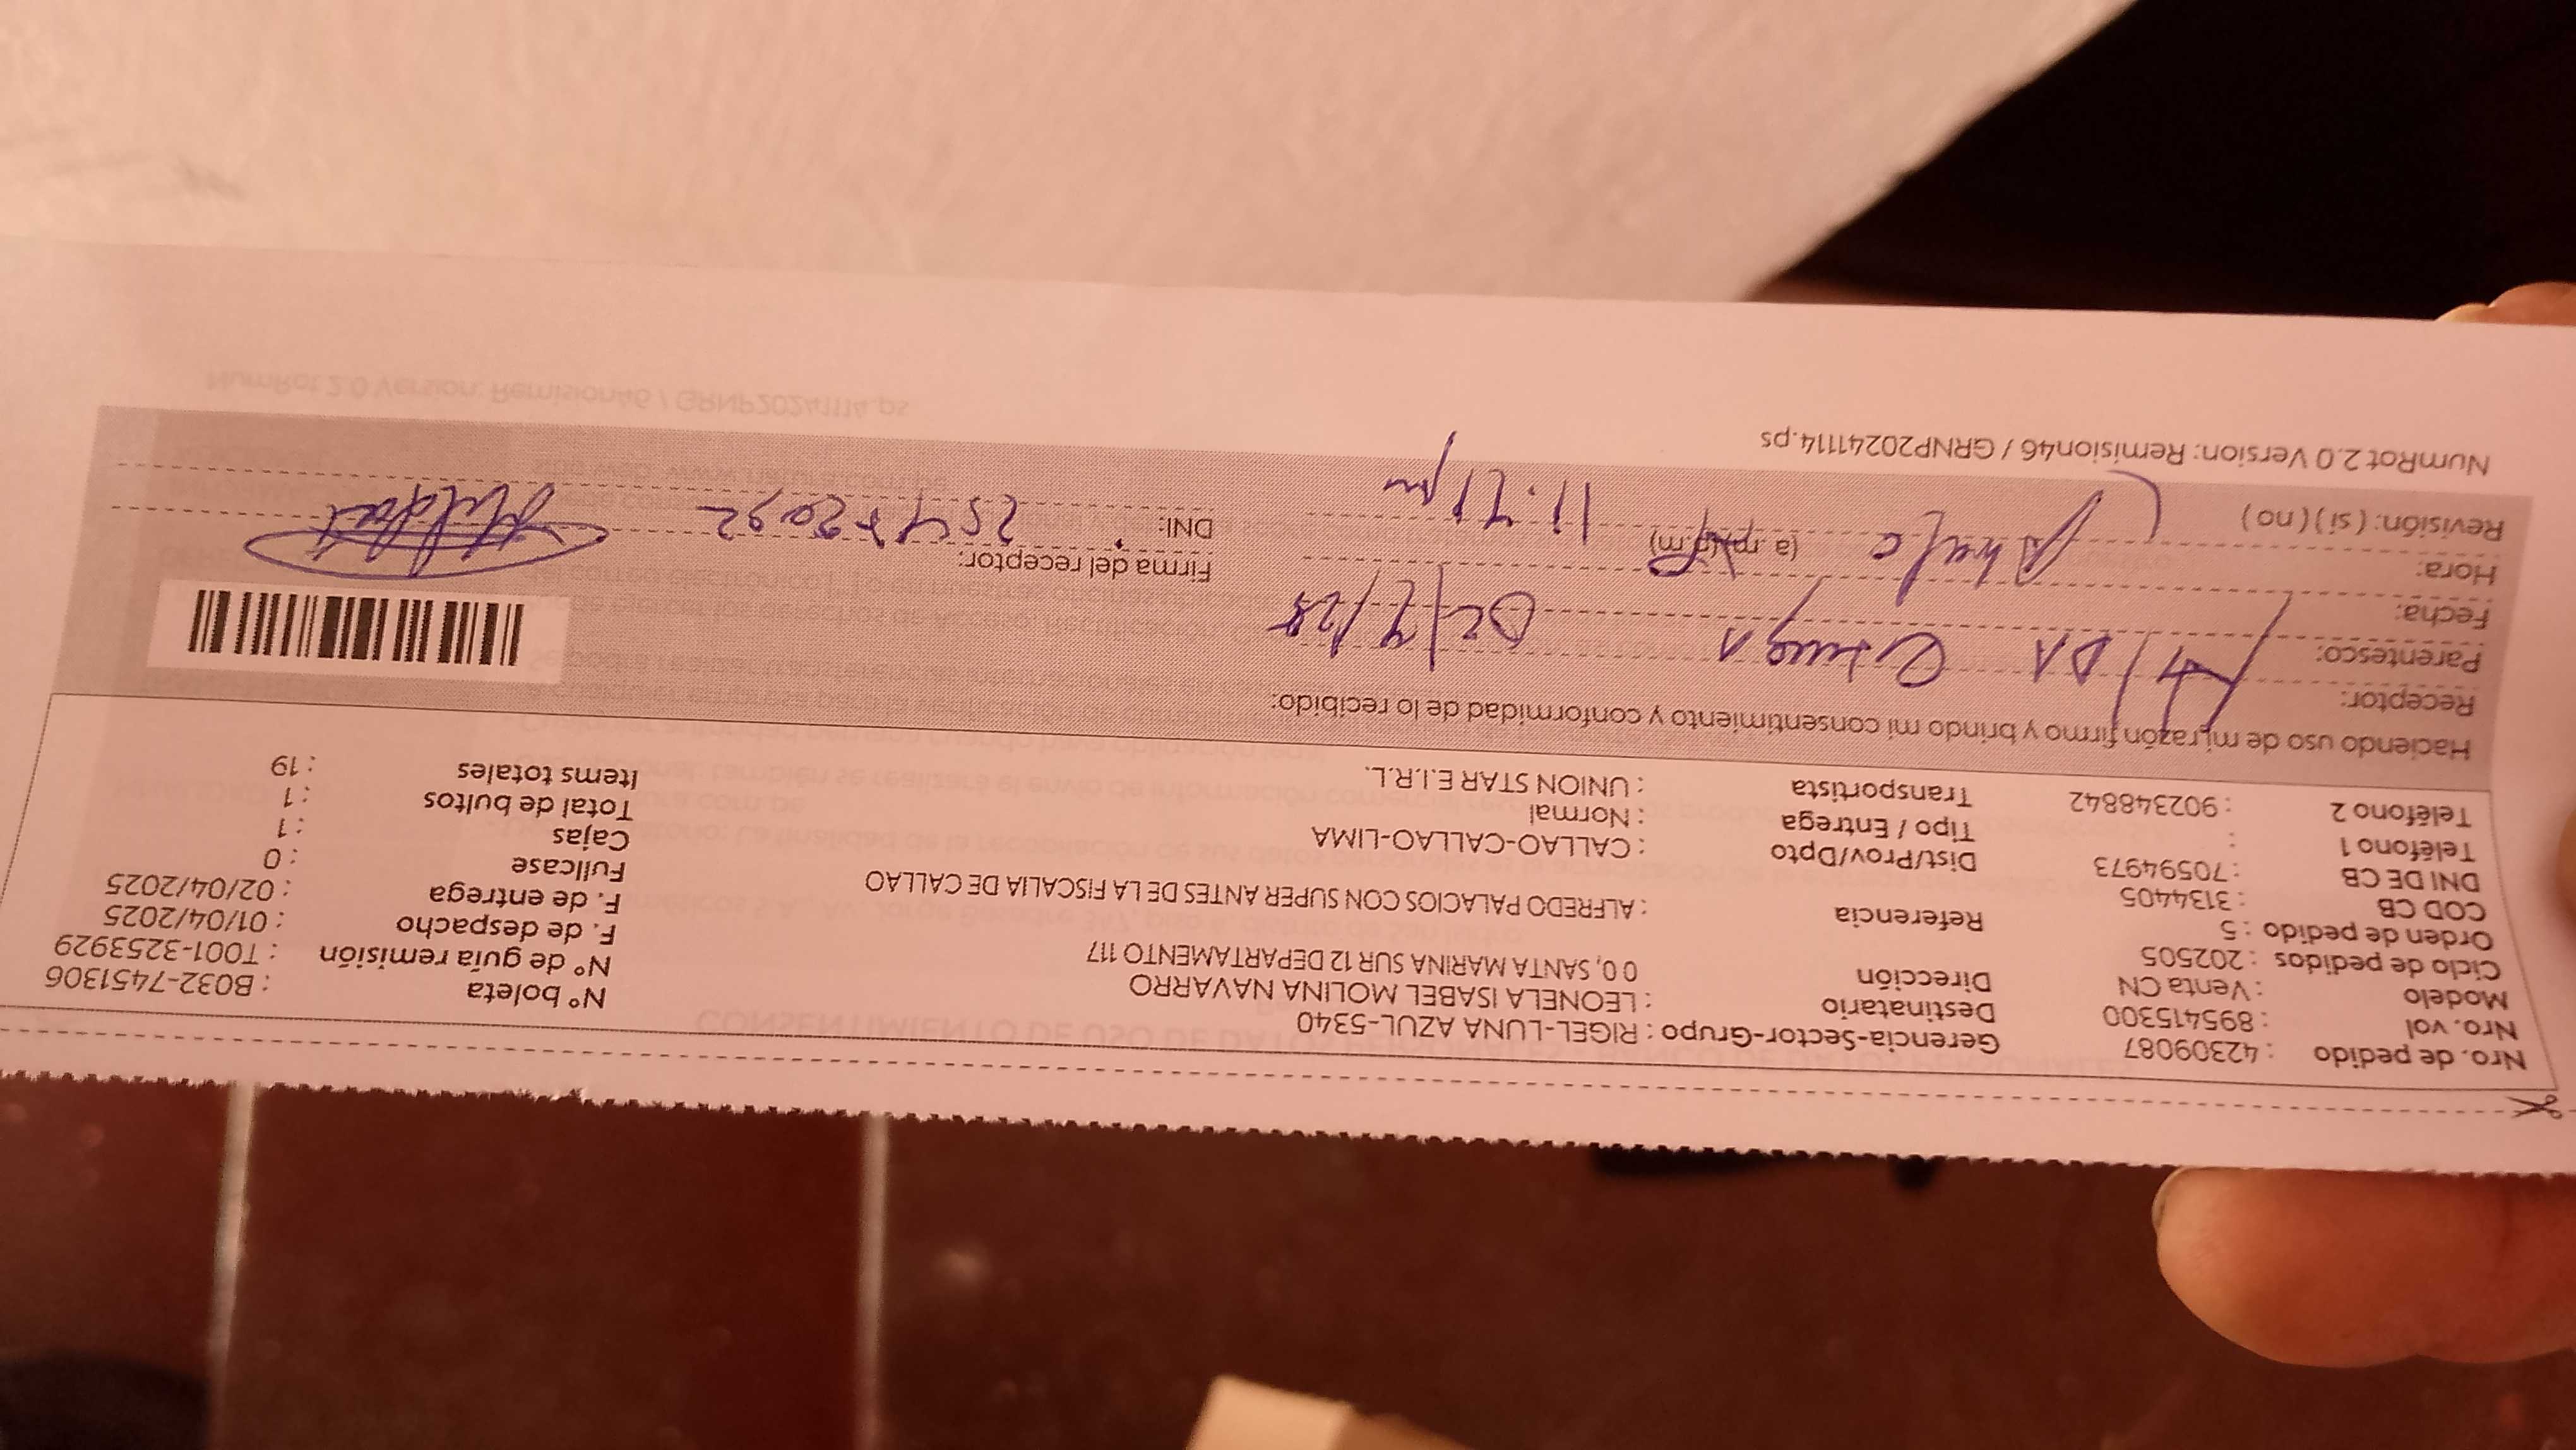 Nro. de pedido : 42309087 Gerencia-Sector-Grupo : RIGEL-LUNA AZUL-5340 N° boleta : B032-7451306
Nro. vol : 895415300 Destinatario : LEONELA ISABEL MOLINA NAVARRO N° de guía remisión : T001-3253929
Modelo : Venta CN Dirección 0 0, SANTA MARINA SUR 12 DEPARTAMENTO 117 F. de despacho : 01/04/2025
Ciclo de pedidos : 202505 F. de entrega : 02/04/2025
Orden de pedido : 5 Referencia : ALFREDO PALACIOS CON SUPER ANTES DE LA FISCALIA DE CALLAO Fullcase : 0
COD CB : 3134405 Dist/Prov/Dpto : CALLAO-CALLAO-LIMA Cajas : 1
DNI DE CB : 70594973 Tipo / Entrega : Normal Total de bultos : 1
Teléfono 1 : Transportista : UNION STAR E.I.R.L. Items totales : 19
Teléfono 2 : 902348842
Haciendo uso de mi razón firmo y brindo mi consentimiento y conformidad de lo recibido:
Receptor:
Parentesco:
Fecha:
Hora: (a.m) (p.m) Firma del receptor:
Revisión: ( si ) ( no ) DNI:
NumRot 2.0 Version: Remision46 / GRNP20241114.ps